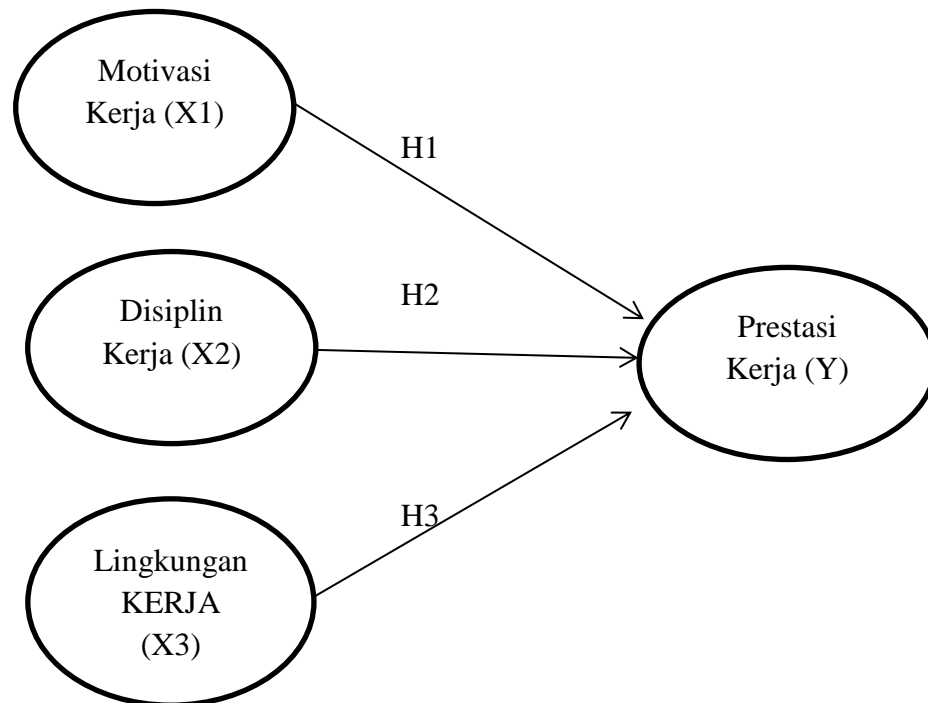 Motivasi
Kerja (X1)
H1
Disiplin
Kerja (X2)
H2
Prestasi
Kerja (Y)
Lingkungan
KERJA
(X3)
H3